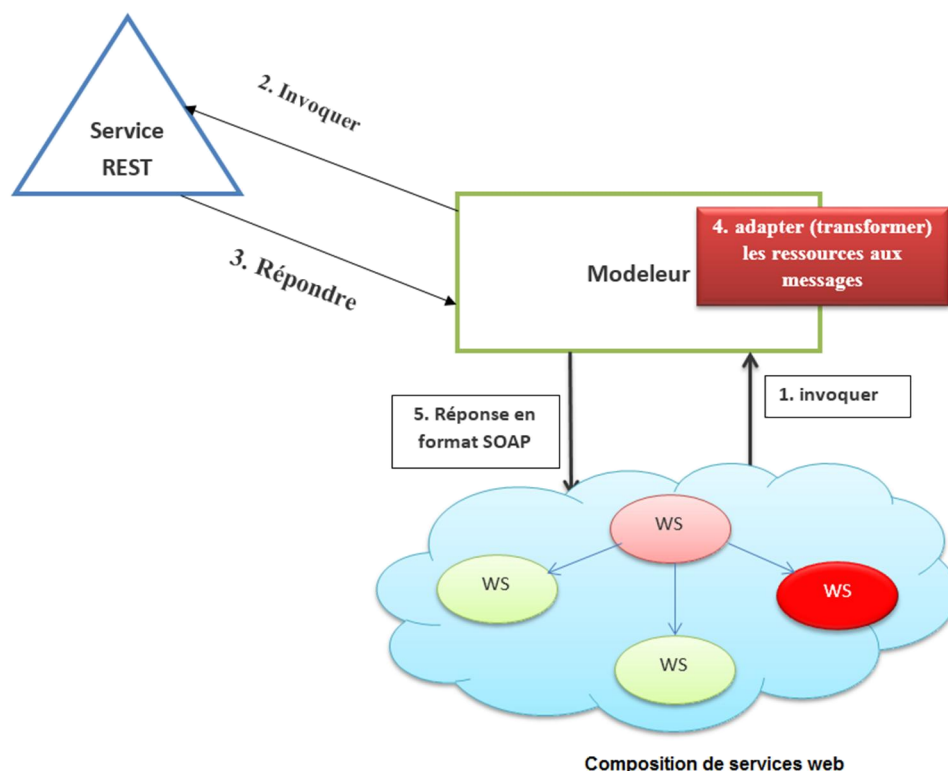 2. Invoquer
Service
REST
3. Répondre
Modeleur
4. adapter (transformer)
les ressources aux
messages
1. invoquer
5. Réponse en
format SOAP
WS
WS
WS
WS
Composition de services web